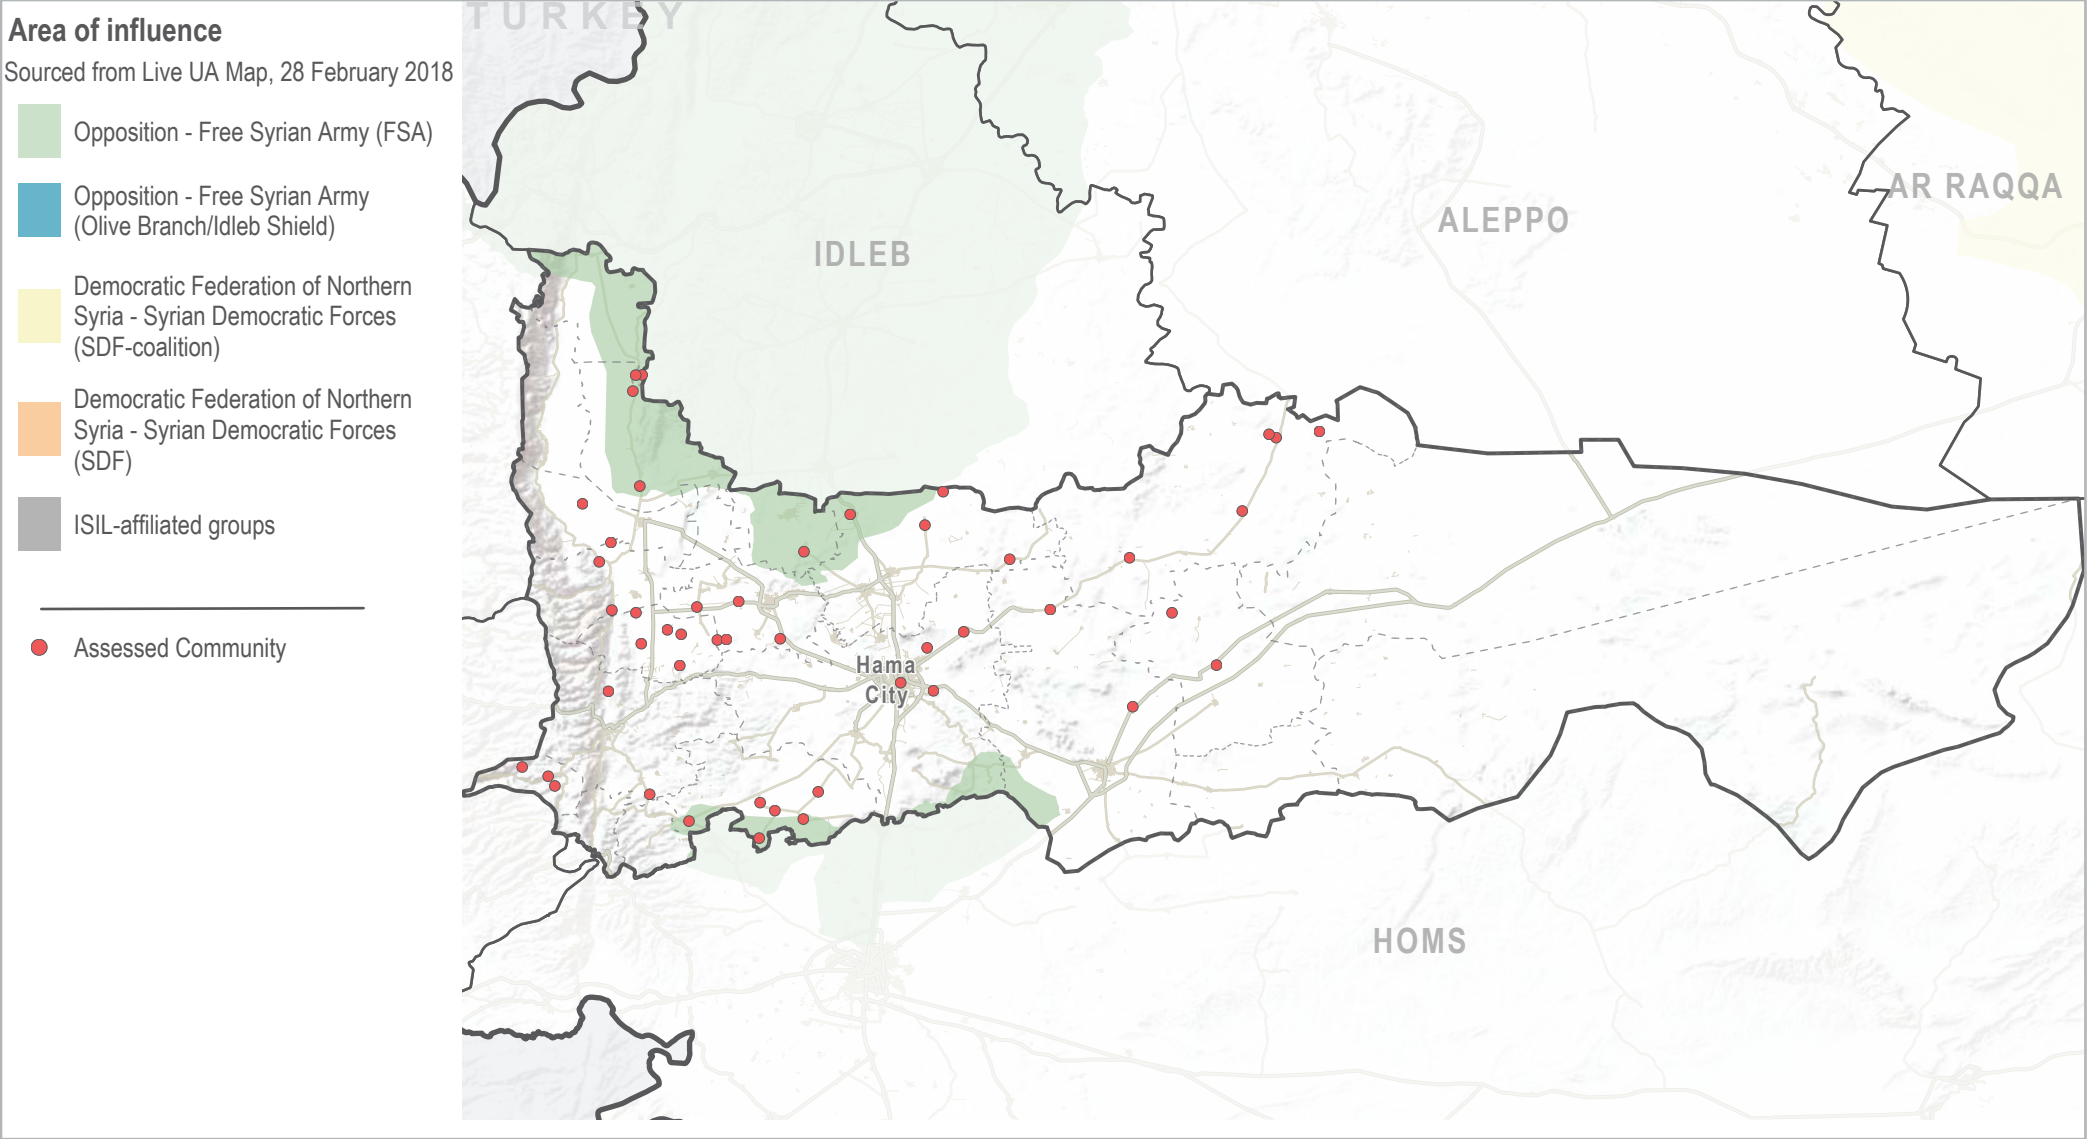 Area of influence
Sourced from Live UA Map, 28 February 2018
Opposition - Free Syrian Army (FSA)
Opposition - Free Syrian Army
(Olive Branch/Idleb Shield)
Democratic Federation of Northern
Syria - Syrian Democratic Forces
(SDF-coalition)
Democratic Federation of Northern
Syria - Syrian Democratic Forces
(SDF)
ISIL-affiliated groups
Assessed Community
TURKEY
IDLEB
ALEPPO
AR RAQQA
Hama
City
HOMS